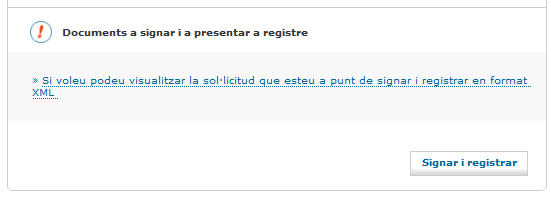 Documents a signar i a presentar a registre
» Si voleu podeu visualitzar la sol·licitud que esteu a punt de signar i registrar en format
XML
Signar i registrar